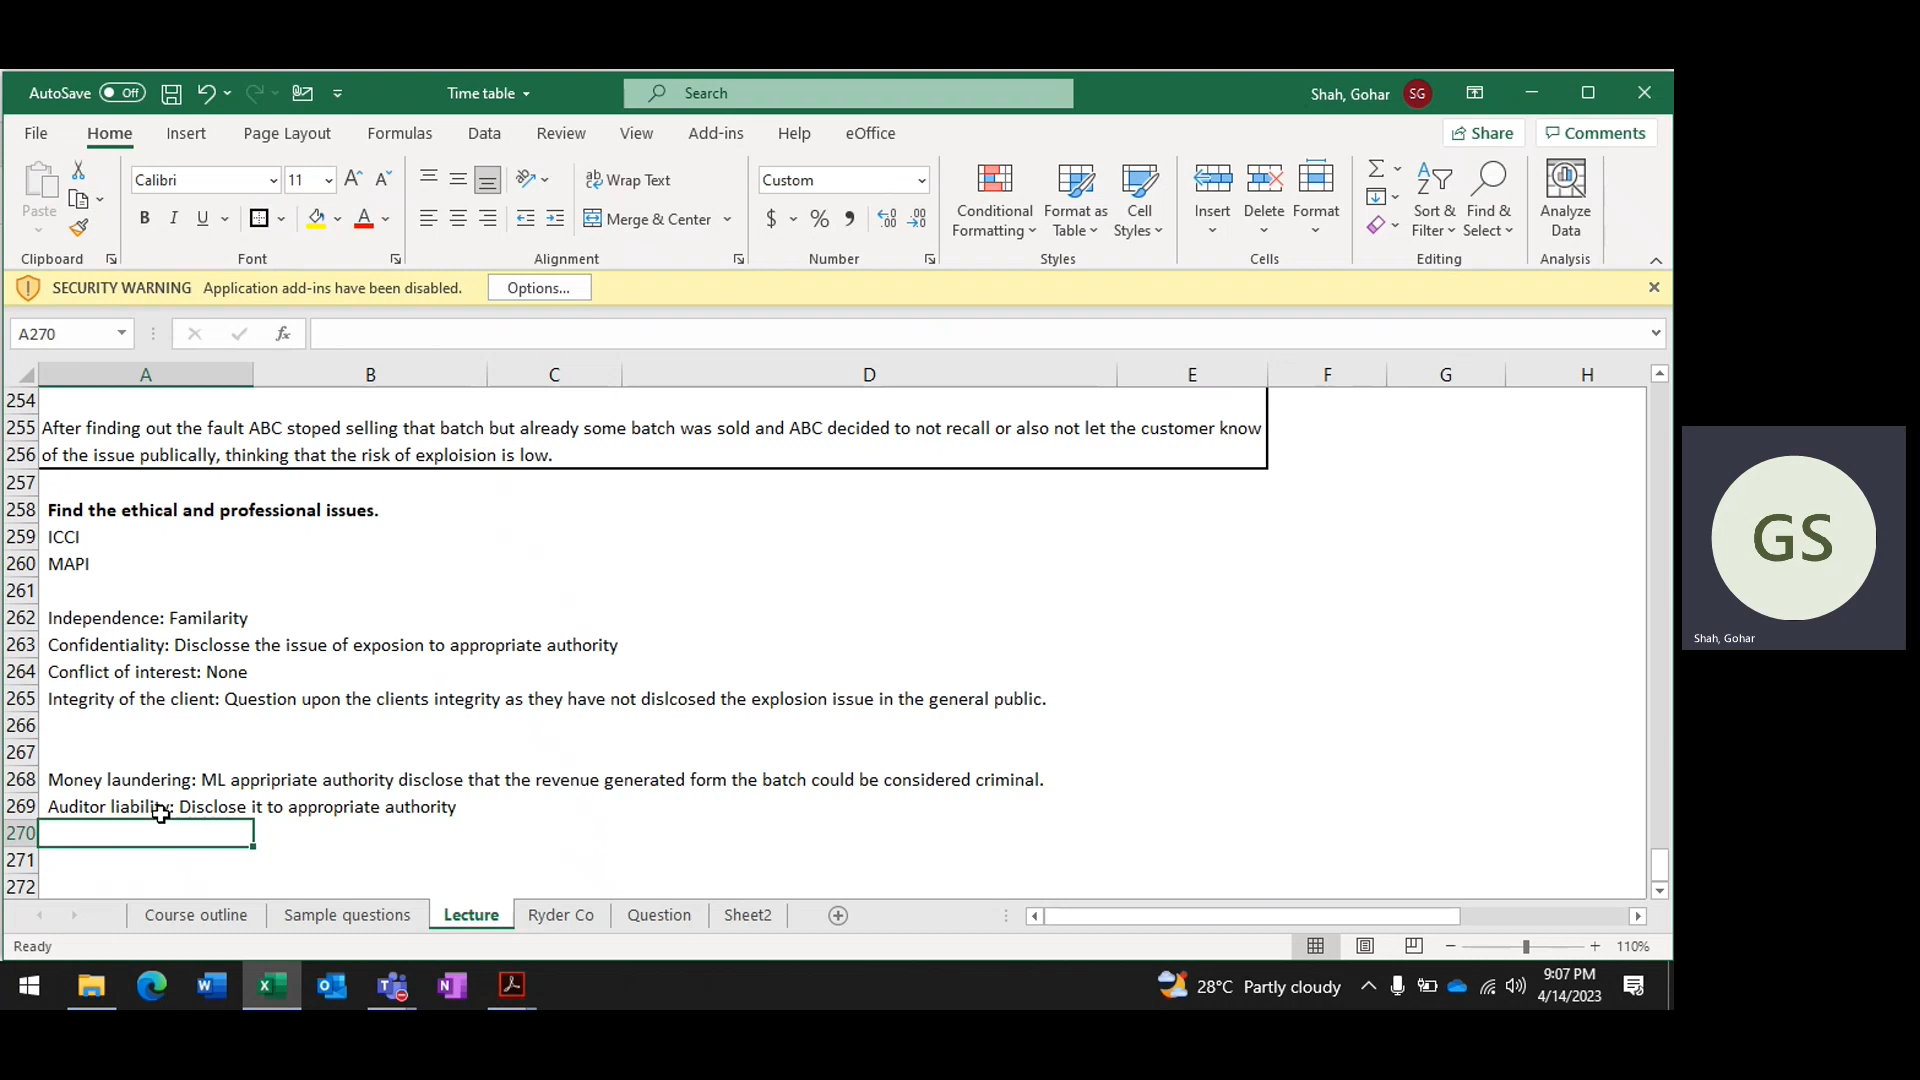 AutoSave Off Time table Search Shah, Gohar SG
File Home Insert Page Layout Formulas Data Review View Add-ins Help eOffice Share Comments
Paste Calibri 11 Wrap Text Custom Conditional Formatting Format as Table Cell Styles Insert Delete Format Sort & Filter Find & Select Analyze Data
B I U A Merge & Center $ %
Clipboard Font Alignment Number Styles Cells Editing Analysis
SECURITY WARNING Application add-ins have been disabled. Options...
A270 fx
A B C D E F G H
254
255 After finding out the fault ABC stoped selling that batch but already some batch was sold and ABC decided to not recall or also not let the customer know
256 of the issue publically, thinking that the risk of exploision is low.
257
258 Find the ethical and professional issues.
259 ICCI
260 MAPI
261
262 Independence: Familarity
263 Confidentiality: Disclosse the issue of exposion to appropriate authority
264 Conflict of interest: None
265 Integrity of the client: Question upon the clients integrity as they have not dislcosed the explosion issue in the general public.
266
267
268 Money laundering: ML appripriate authority disclose that the revenue generated form the batch could be considered criminal.
269 Auditor liability: Disclose it to appropriate authority
270
271
272
Course outline Sample questions Lecture Ryder Co Question Sheet2
Ready 110%
28°C Partly cloudy 9:07 PM
4/14/2023
GS
Shah, Gohar